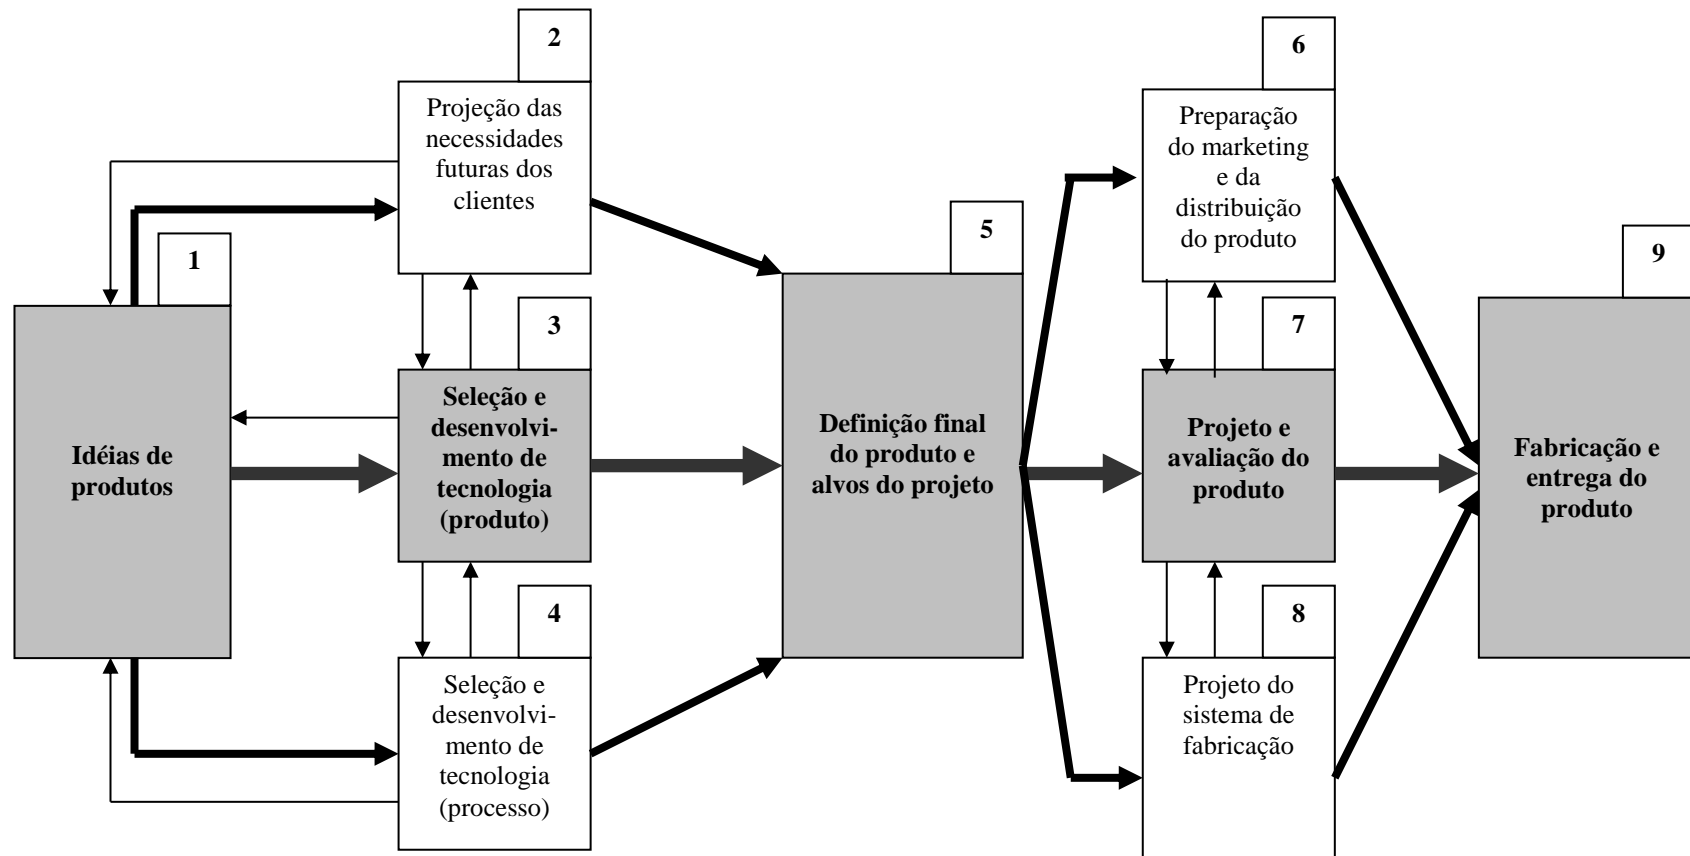 1
Idéias de
produtos
2
Projeção das
necessidades
futuras dos
clientes
3
Seleção e
desenvolvi-
mento de
tecnologia
(produto)
4
Seleção e
desenvolvi-
mento de
tecnologia
(processo)
5
Definição final
do produto e
alvos do projeto
6
Preparação
do marketing
e da
distribuição
do produto
7
Projeto e
avaliação do
produto
8
Projeto do
sistema de
fabricação
9
Fabricação e
entrega do
produto